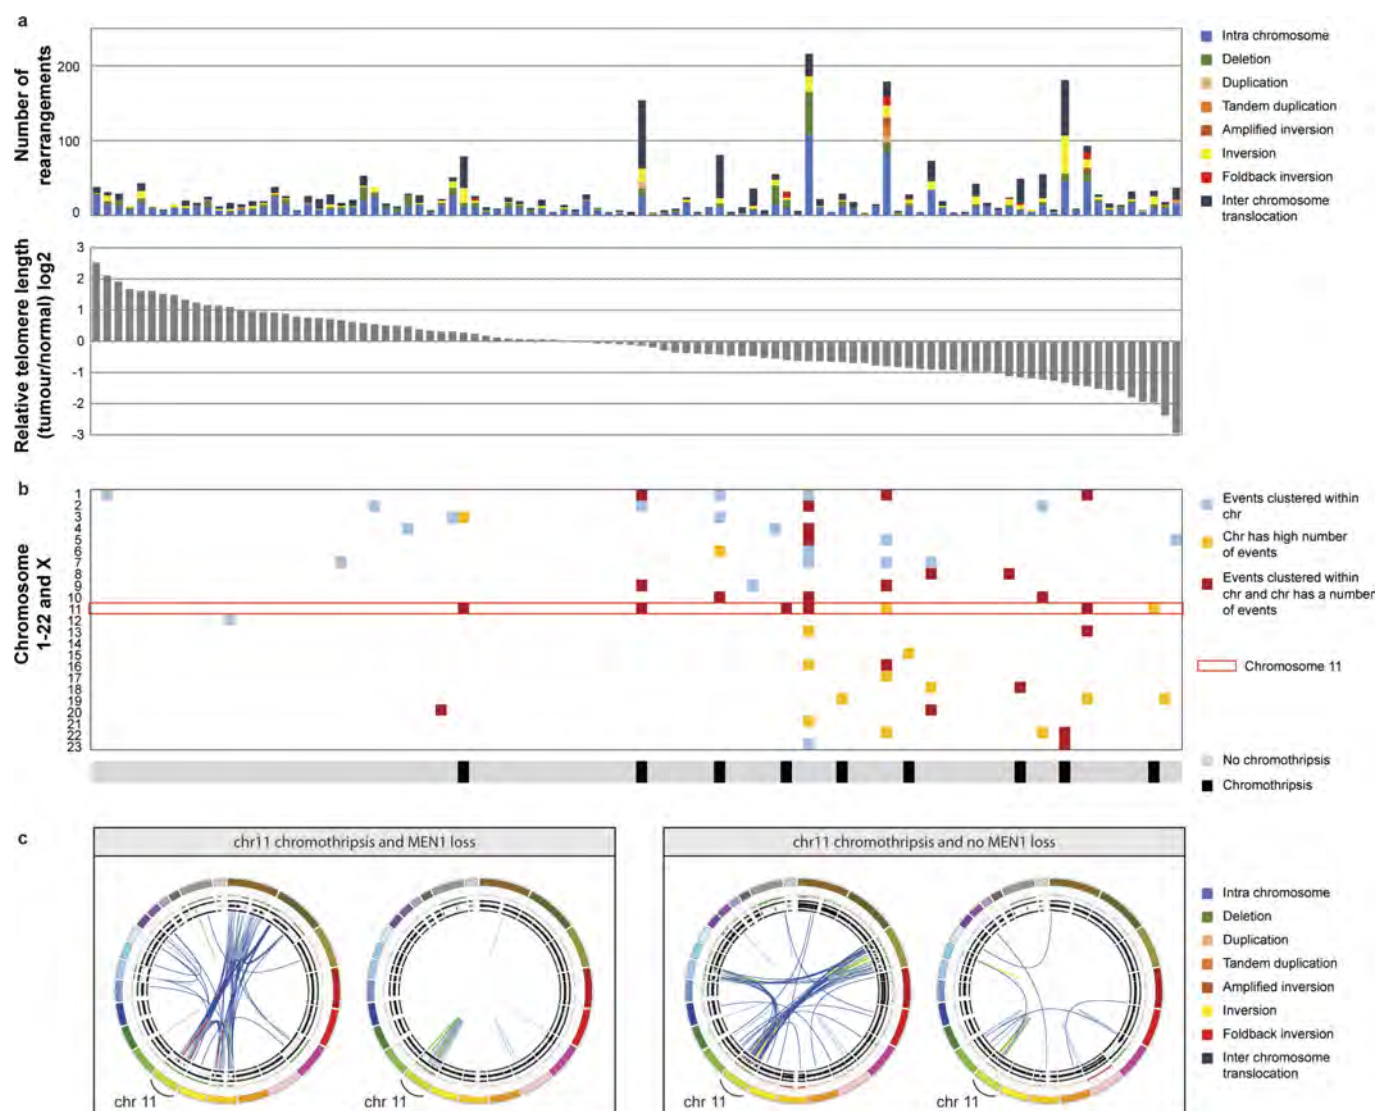 a
Number of
rearrangements
200
100
0
Intra chromosome
Deletion
Duplication
Tandem duplication
Amplified inversion
Inversion
Foldback inversion
Inter chromosome
translocation
Relative telomere length
(tumour/normal) log2
3
2
1
0
-1
-2
-3
b
Chromosome
1-22 and X
1
2
3
4
5
6
7
8
9
10
11
12
13
14
15
16
17
18
19
20
21
22
23
Events clustered within
chr
Chr has high number
of events
Events clustered within
chr and chr has a number
of events
Chromosome 11
No chromothripsis
Chromothripsis
c
chr11 chromothripsis and MEN1 loss
chr 11
chr 11
chr11 chromothripsis and no MEN1 loss
chr 11
chr 11
Intra chromosome
Deletion
Duplication
Tandem duplication
Amplified inversion
Inversion
Foldback inversion
Inter chromosome
translocation